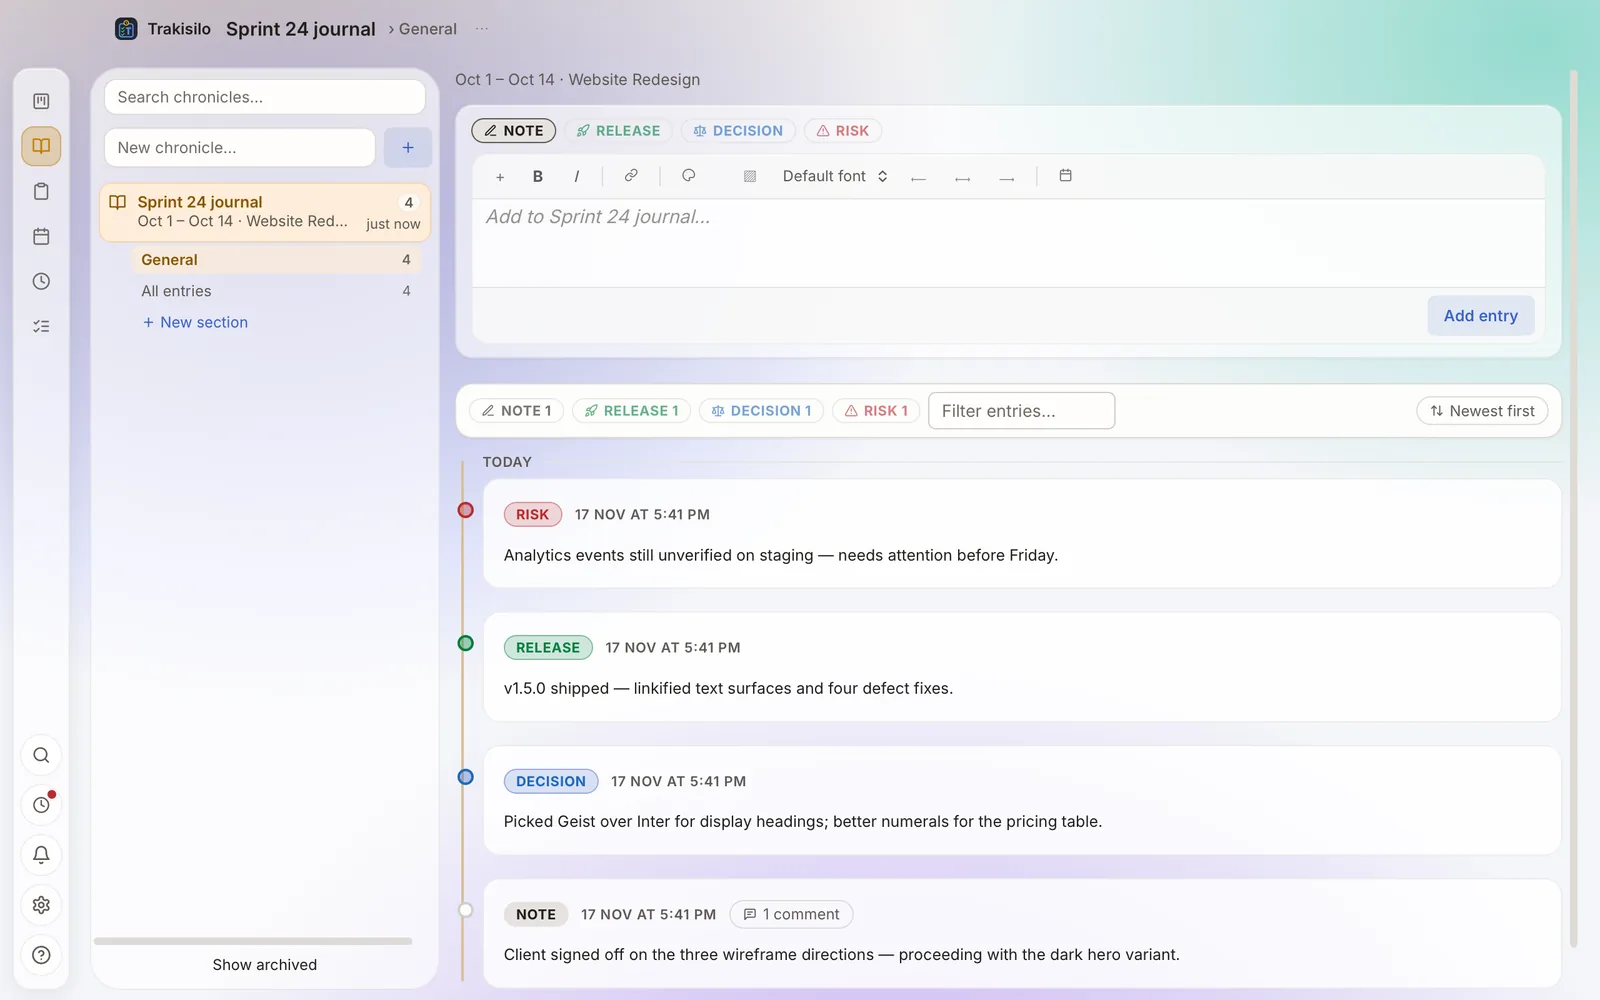 Trakisilo Sprint 24 journal › General ···
Search chronicles...
New chronicle... +
Sprint 24 journal 4
Oct 1 – Oct 14 · Website Red... just now
General 4
All entries 4
+ New section
Show archived
Oct 1 – Oct 14 · Website Redesign
NOTE RELEASE DECISION RISK
+ B I Default font
Add to Sprint 24 journal...
Add entry
NOTE 1 RELEASE 1 DECISION 1 RISK 1 Filter entries... Newest first
TODAY
RISK 17 NOV AT 5:41 PM
Analytics events still unverified on staging — needs attention before Friday.
RELEASE 17 NOV AT 5:41 PM
v1.5.0 shipped — linkified text surfaces and four defect fixes.
DECISION 17 NOV AT 5:41 PM
Picked Geist over Inter for display headings; better numerals for the pricing table.
NOTE 17 NOV AT 5:41 PM 1 comment
Client signed off on the three wireframe directions — proceeding with the dark hero variant.